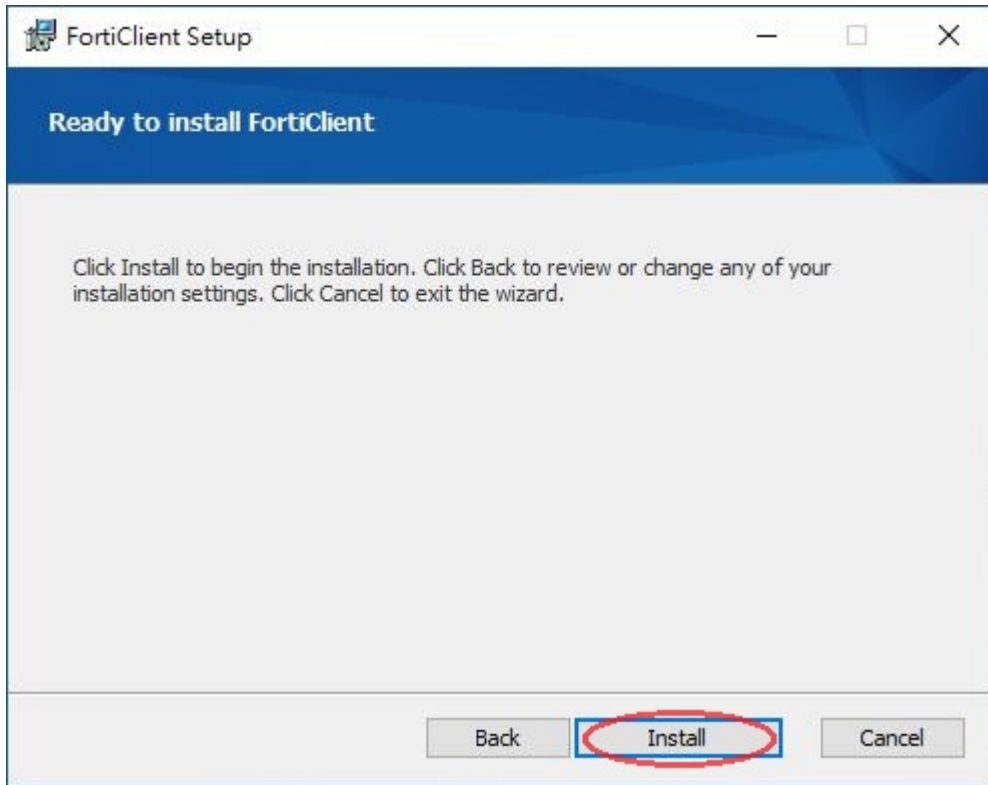 FortiClient Setup
Ready to install FortiClient
Click Install to begin the installation. Click Back to review or change any of your
installation settings. Click Cancel to exit the wizard.
Back
Install
Cancel